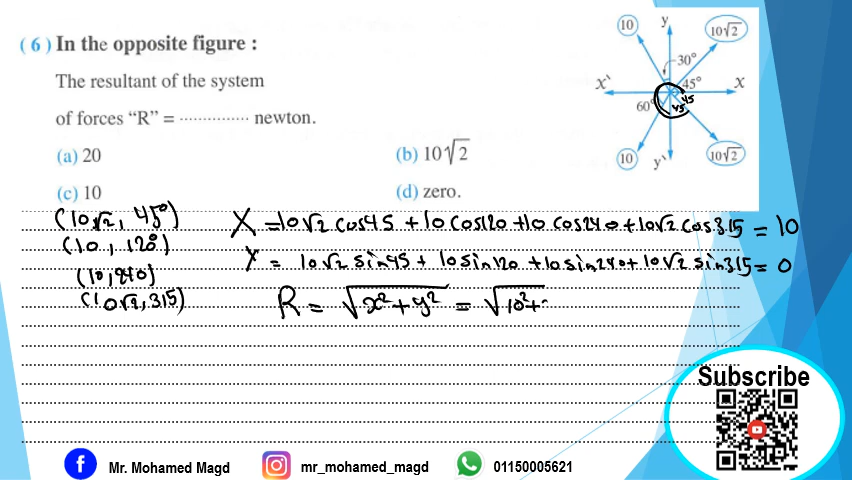 ( 6 ) In the opposite figure :
The resultant of the system
of forces “R” = ............... newton.
(a) 20
(b) 10√2
(c) 10
(d) zero.
10
y
10√2
30°
x'
45°
x
45
60°
45
10
y'
10√2
(10√2, 45°)
(10, 120°)
(10, 240)
(10√2, 315)
X = 10√2 cos45 + 10 cos120 + 10 cos240 + 10√2 cos315 = 10
Y = 10√2 sin45 + 10 sin120 + 10 sin240 + 10√2 sin315 = 0
R = √x²+y² = √10²+
Subscribe
f Mr. Mohamed Magd
mr_mohamed_magd
01150005621